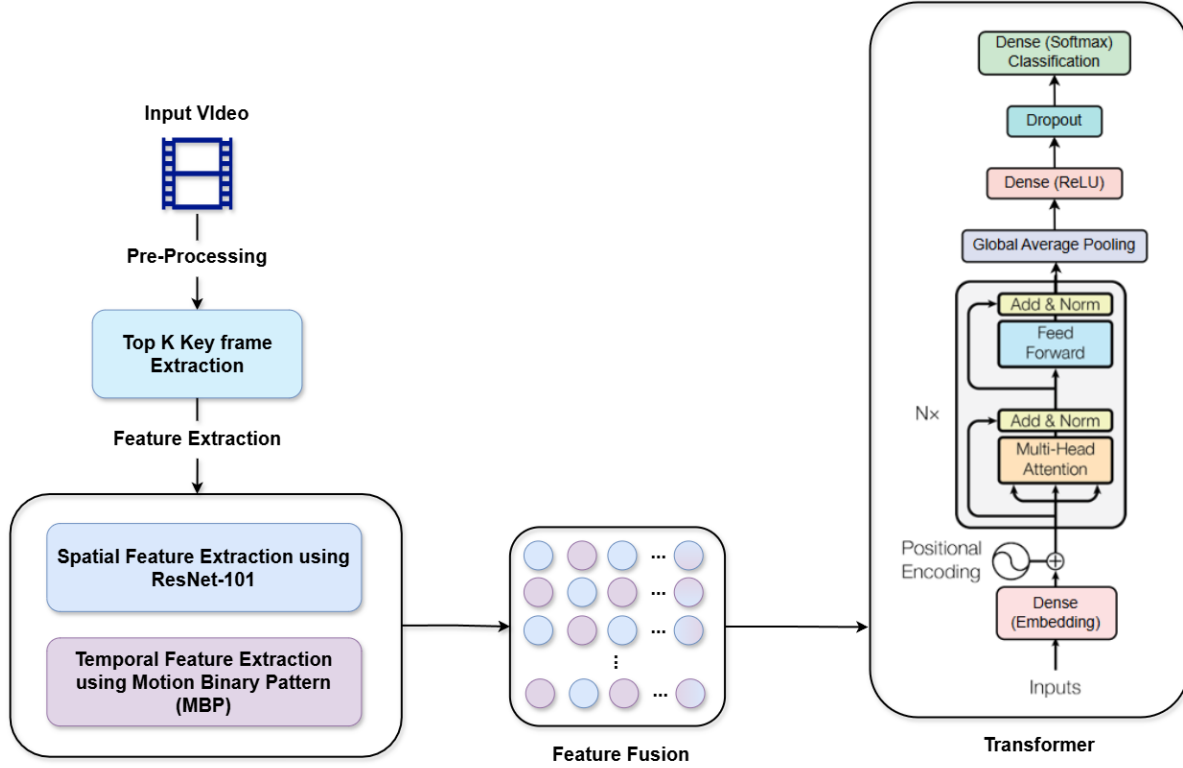 Input VIdeo
Pre-Processing
Top K Key frame
Extraction
Feature Extraction
Spatial Feature Extraction using
ResNet-101
Temporal Feature Extraction
using Motion Binary Pattern
(MBP)
...
...
...
...
...
Feature Fusion
Dense (Softmax)
Classification
Dropout
Dense (ReLU)
Global Average Pooling
Add & Norm
Feed
Forward
N×
Add & Norm
Multi-Head
Attention
Positional
Encoding
Dense
(Embedding)
Inputs
Transformer